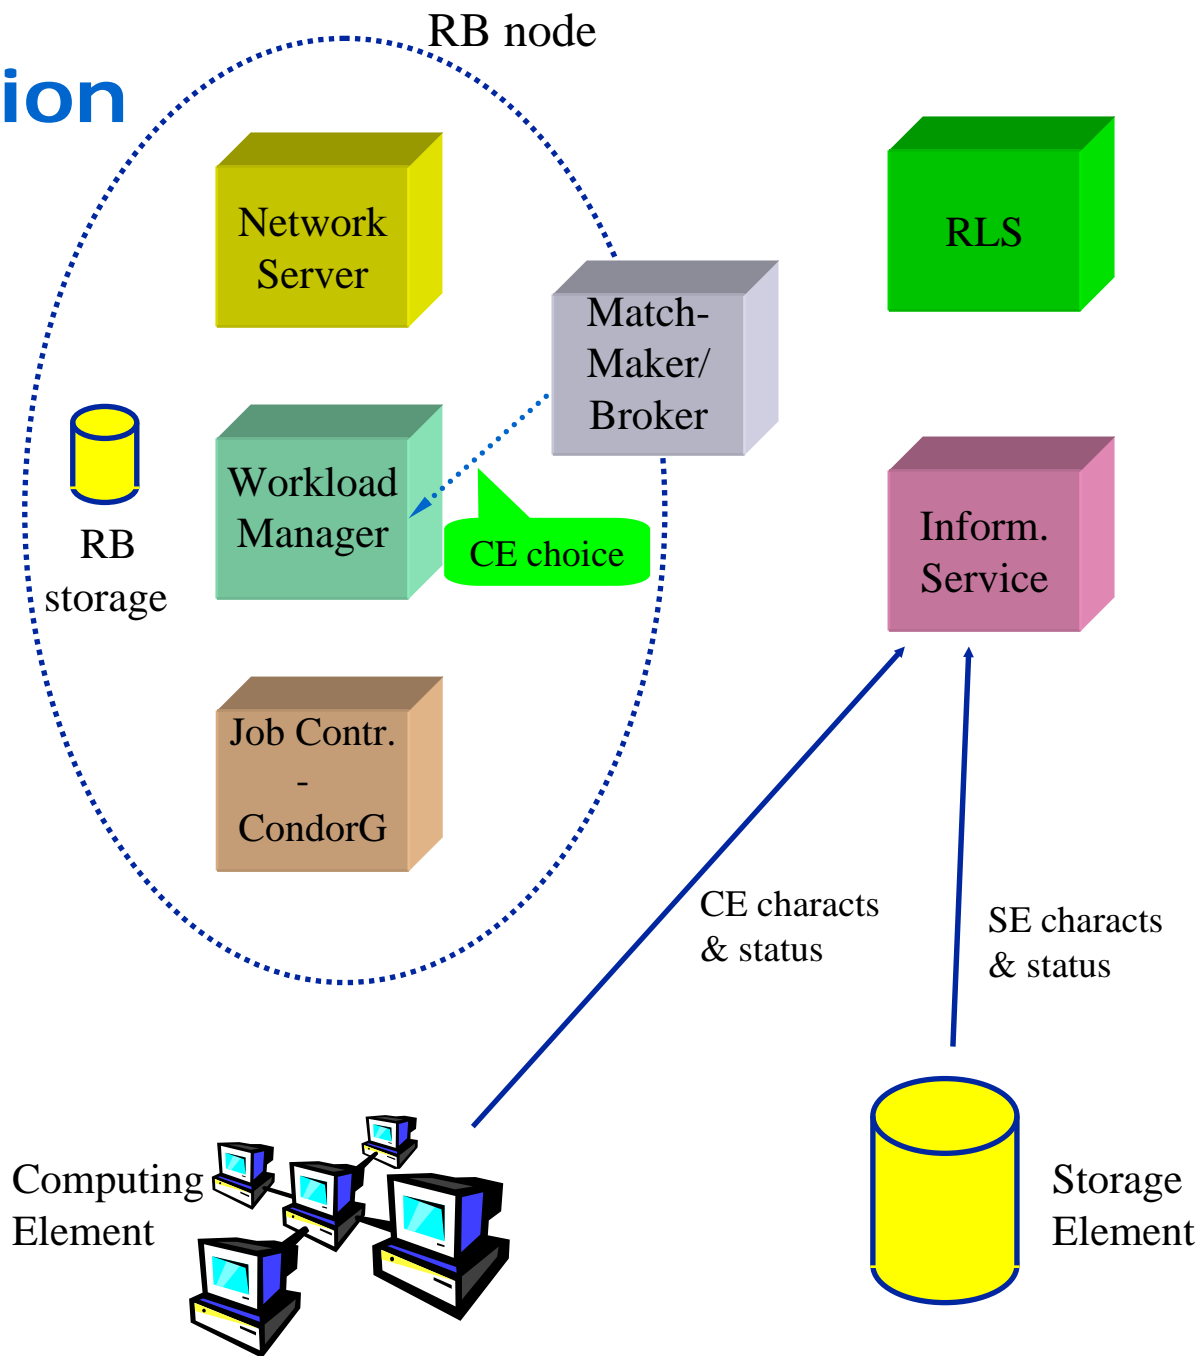 RB node
ion
Network
Server
RLS
Match-
Maker/
Broker
Workload
Manager
CE choice
RB
storage
Inform.
Service
Job Contr.
-
CondorG
CE characts
& status
SE characts
& status
Computing
Element
Storage
Element